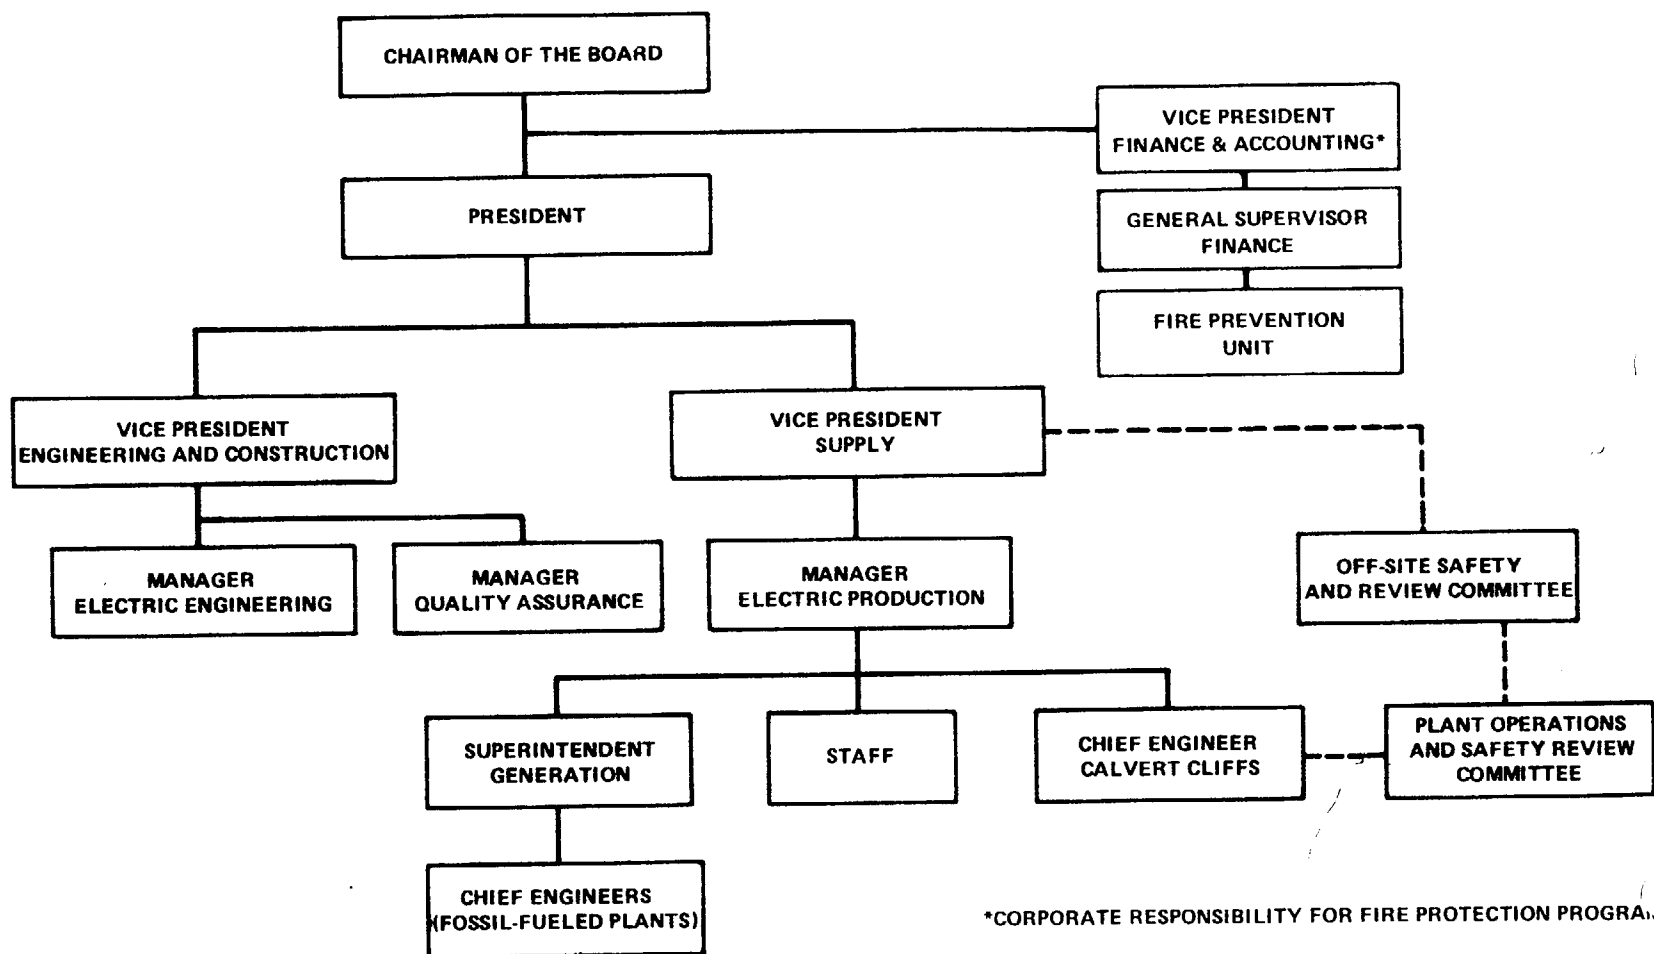 CHAIRMAN OF THE BOARD
VICE PRESIDENT
FINANCE & ACCOUNTING*
PRESIDENT
GENERAL SUPERVISOR
FINANCE
FIRE PREVENTION
UNIT
VICE PRESIDENT
ENGINEERING AND CONSTRUCTION
VICE PRESIDENT
SUPPLY
MANAGER
ELECTRIC ENGINEERING
MANAGER
QUALITY ASSURANCE
MANAGER
ELECTRIC PRODUCTION
OFF-SITE SAFETY
AND REVIEW COMMITTEE
SUPERINTENDENT
GENERATION
STAFF
CHIEF ENGINEER
CALVERT CLIFFS
PLANT OPERATIONS
AND SAFETY REVIEW
COMMITTEE
CHIEF ENGINEERS
(FOSSIL-FUELED PLANTS)
*CORPORATE RESPONSIBILITY FOR FIRE PROTECTION